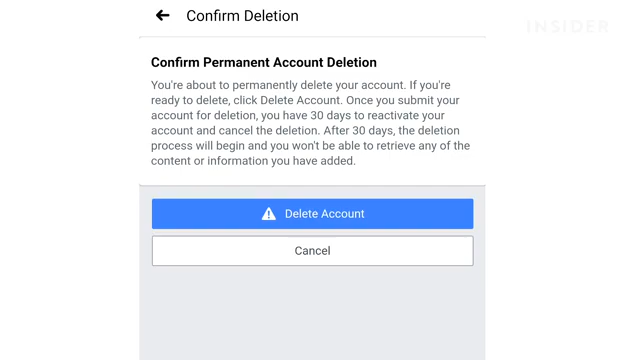 Confirm Deletion
INSIDER
Confirm Permanent Account Deletion
You're about to permanently delete your account. If you're
ready to delete, click Delete Account. Once you submit your
account for deletion, you have 30 days to reactivate your
account and cancel the deletion. After 30 days, the deletion
process will begin and you won't be able to retrieve any of the
content or information you have added.
Delete Account
Cancel